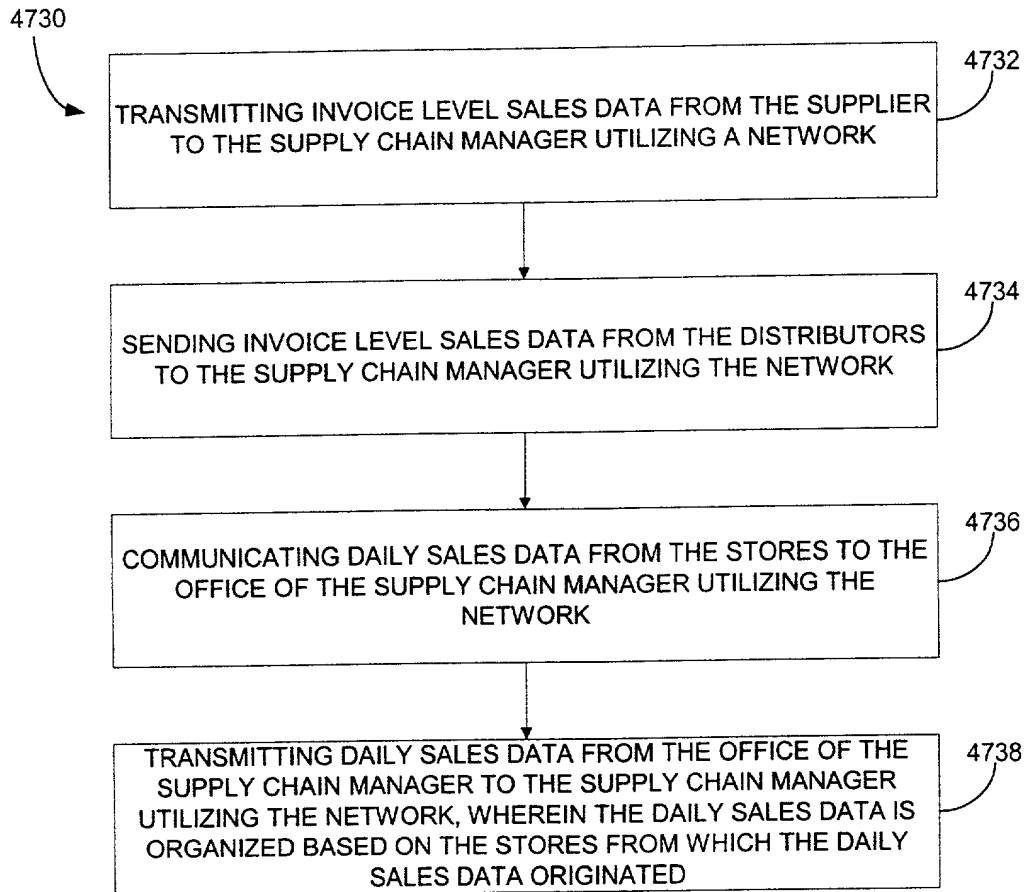 4730
4732
TRANSMITTING INVOICE LEVEL SALES DATA FROM THE SUPPLIER
TO THE SUPPLY CHAIN MANAGER UTILIZING A NETWORK
4734
SENDING INVOICE LEVEL SALES DATA FROM THE DISTRIBUTORS
TO THE SUPPLY CHAIN MANAGER UTILIZING THE NETWORK
4736
COMMUNICATING DAILY SALES DATA FROM THE STORES TO THE
OFFICE OF THE SUPPLY CHAIN MANAGER UTILIZING THE
NETWORK
4738
TRANSMITTING DAILY SALES DATA FROM THE OFFICE OF THE
SUPPLY CHAIN MANAGER TO THE SUPPLY CHAIN MANAGER
UTILIZING THE NETWORK, WHEREIN THE DAILY SALES DATA IS
ORGANIZED BASED ON THE STORES FROM WHICH THE DAILY
SALES DATA ORIGINATED